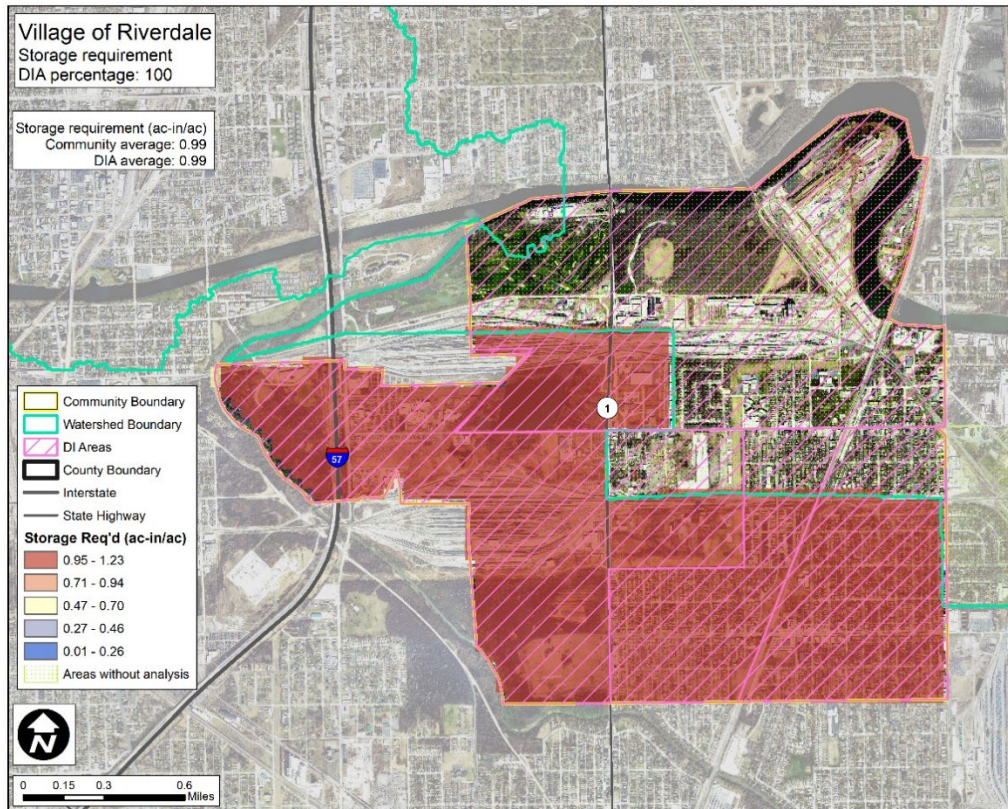 Village of Riverdale
Storage requirement
DIA percentage: 100
Storage requirement (ac-in/ac)
Community average: 0.99
DIA average: 0.99
1
57
Community Boundary
Watershed Boundary
DI Areas
County Boundary
Interstate
State Highway
Storage Req'd (ac-in/ac)
0.95 - 1.23
0.71 - 0.94
0.47 - 0.70
0.27 - 0.46
0.01 - 0.26
Areas without analysis
N
0 0.15 0.3 0.6
Miles